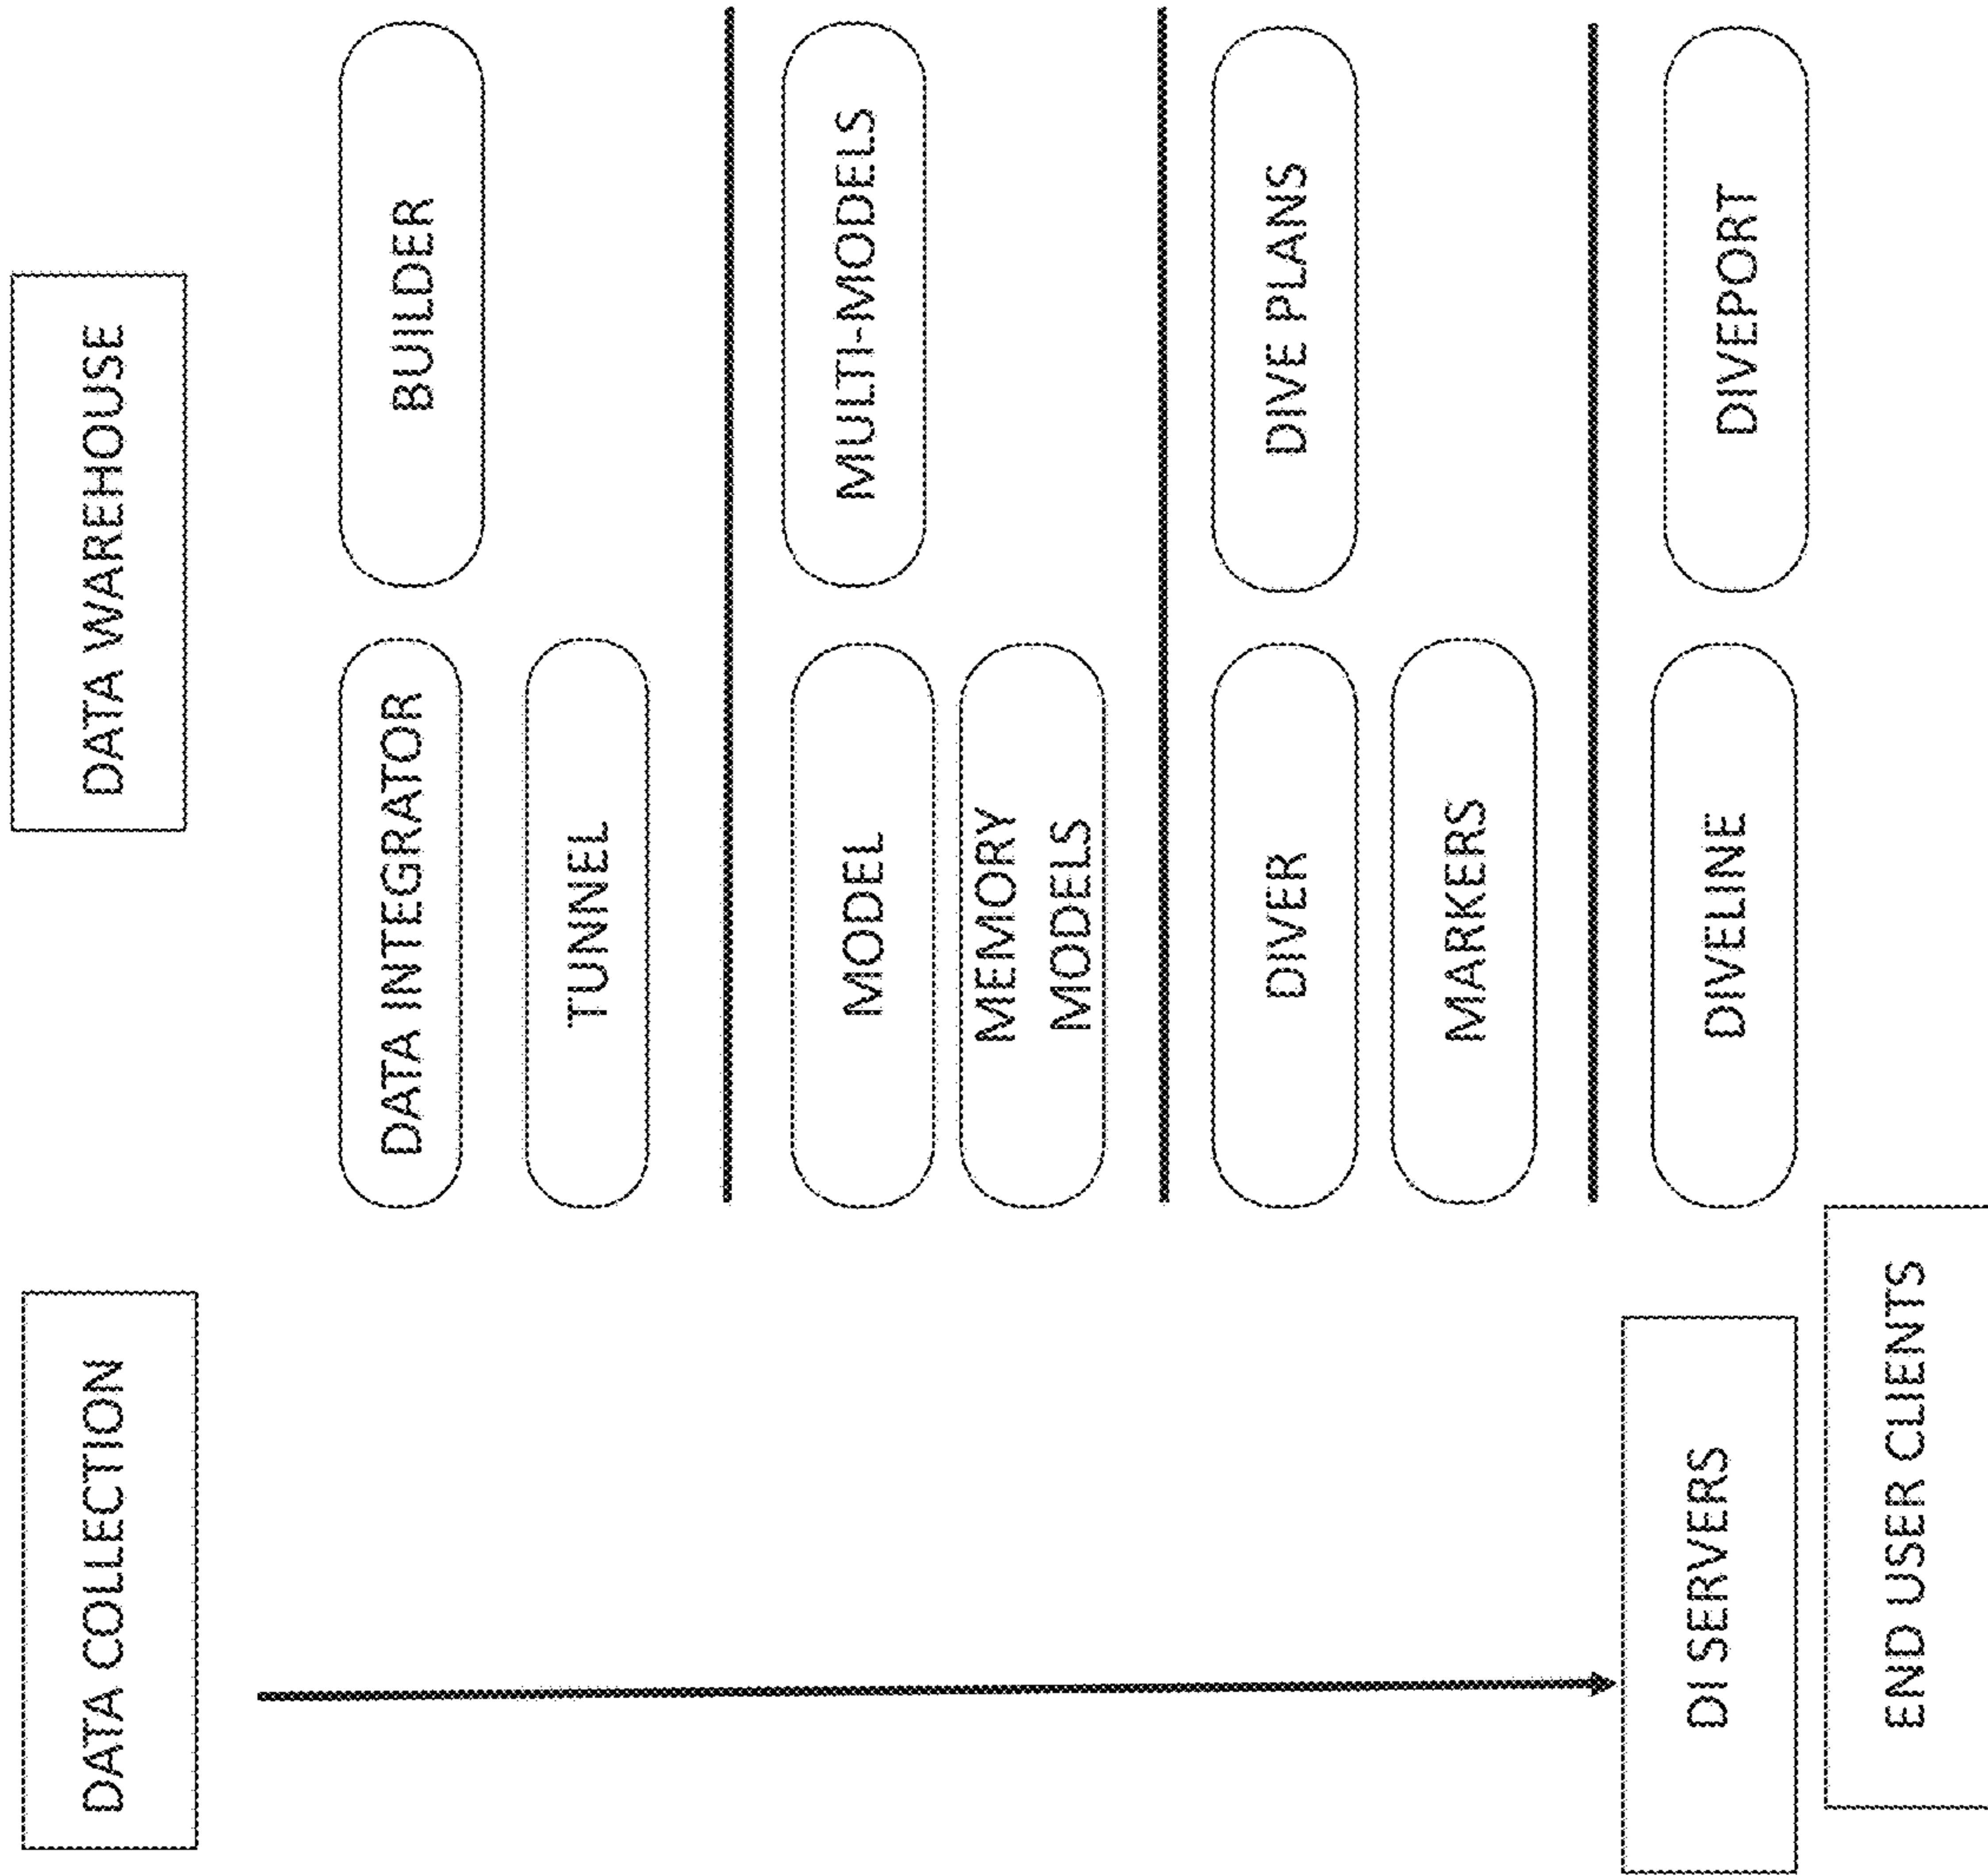 DATA COLLECTION
DATA WAREHOUSE
DATA INTEGRATOR
BUILDER
TUNNEL
MODEL
MULTI-MODELS
MEMORY
MODELS
DIVER
DIVE PLANS
MARKERS
DI SERVERS
DIVELINE
DIVEPORT
END USER CLIENTS